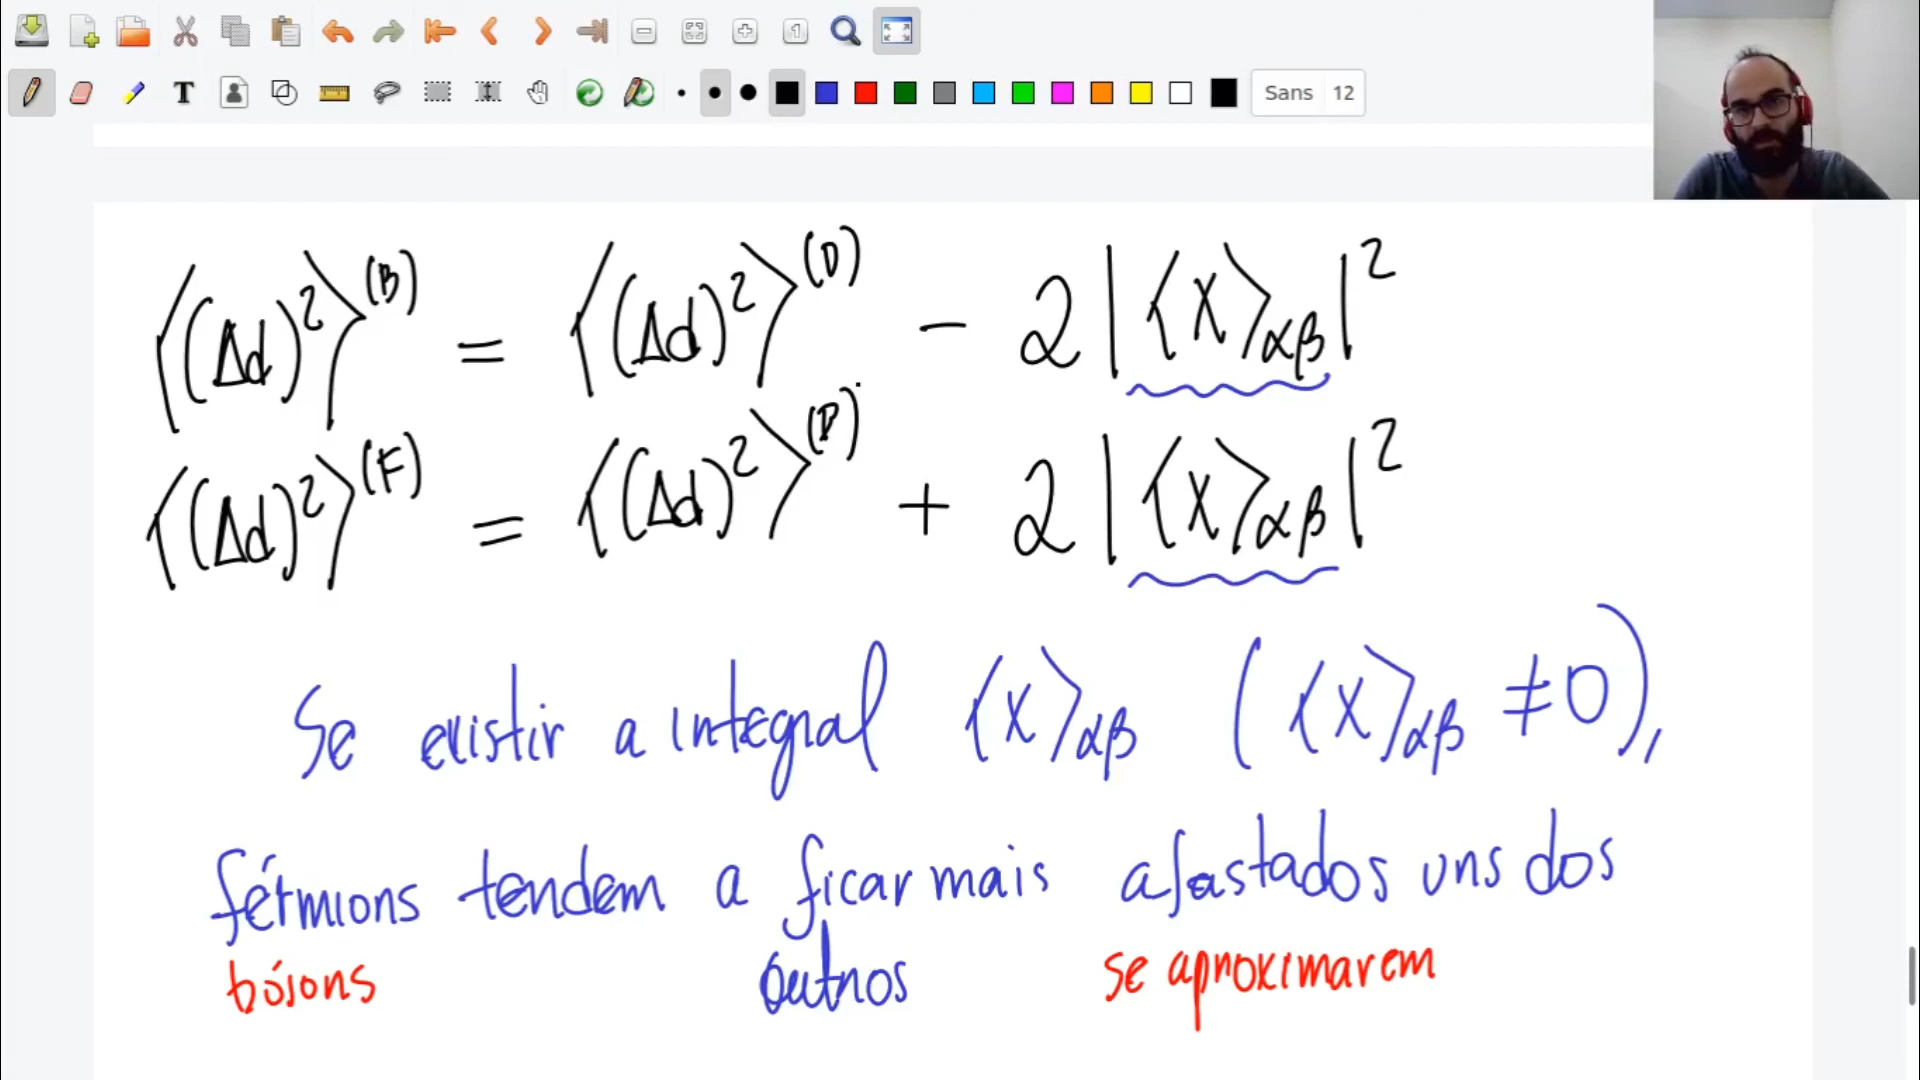 Sans 12
⟨(Δd)²⟩⁽ᴮ⁾ = ⟨(Δd)²⟩⁽ᴰ⁾ - 2|⟨x⟩αβ|²
⟨(Δd)²⟩⁽ꟳ⁾ = ⟨(Δd)²⟩⁽ᴰ⁾ + 2|⟨x⟩αβ|²
Se existir a integral ⟨x⟩αβ (⟨x⟩αβ ≠ 0),
férmions tendem a ficar mais afastados uns dos
bósons outros se aproximarem